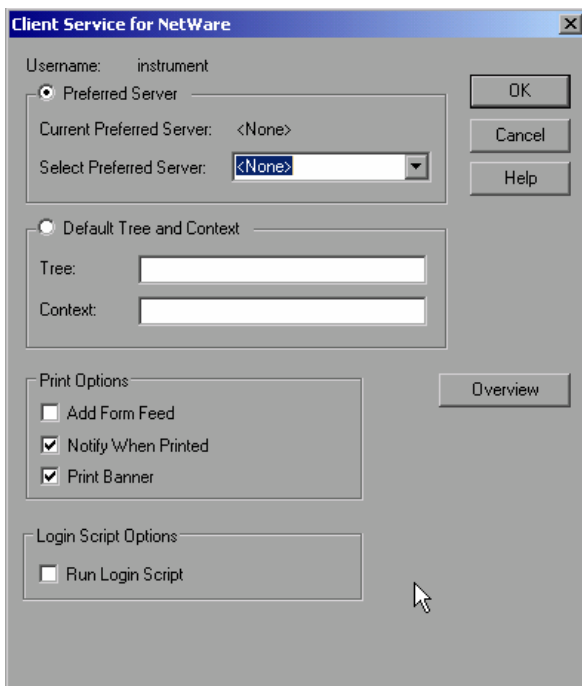 Client Service for NetWare
Username: instrument
Preferred Server
Current Preferred Server: <None>
Select Preferred Server: <None>
OK
Cancel
Help
Default Tree and Context
Tree:
Context:
Print Options
Add Form Feed
Notify When Printed
Print Banner
Overview
Login Script Options
Run Login Script